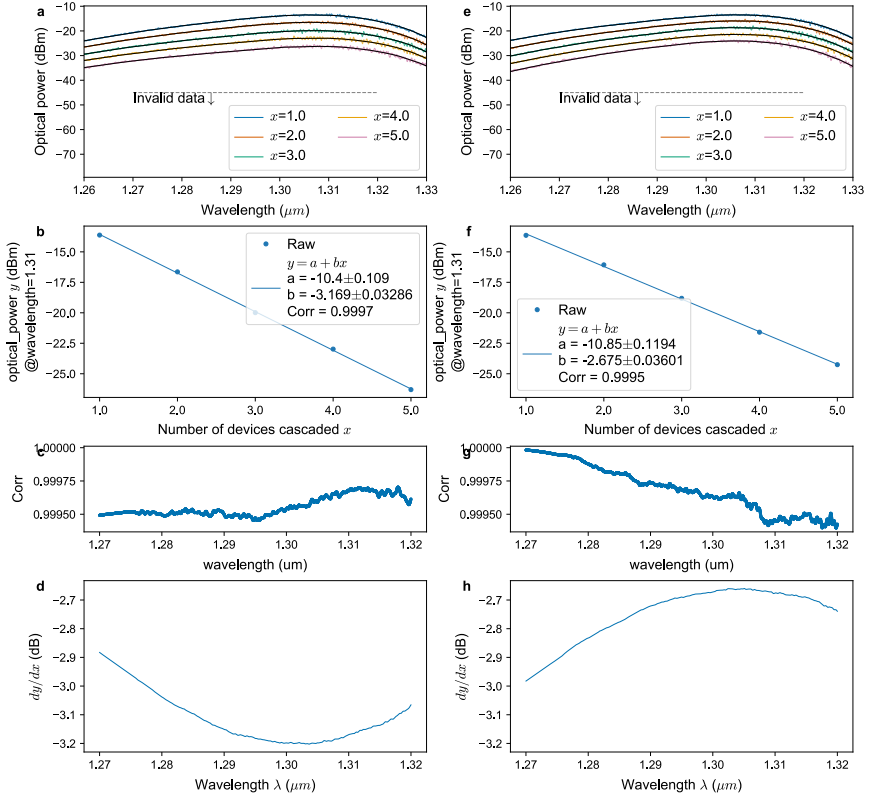 a
−10
−20
−30
−40
−50
−60
−70
Optical power (dBm)
Invalid data↓
x=1.0
x=2.0
x=3.0
x=4.0
x=5.0
1.26 1.27 1.28 1.29 1.30 1.31 1.32 1.33
Wavelength (μm)
e
−10
−20
−30
−40
−50
−60
−70
Optical power (dBm)
Invalid data↓
x=1.0
x=2.0
x=3.0
x=4.0
x=5.0
1.26 1.27 1.28 1.29 1.30 1.31 1.32 1.33
Wavelength (μm)
b
−15.0
−17.5
−20.0
−22.5
−25.0
optical_power y (dBm)
@wavelength=1.31
Raw
y = a + bx
a = -10.4±0.109
b = -3.169±0.03286
Corr = 0.9997
1.0 2.0 3.0 4.0 5.0
Number of devices cascaded x
f
−15.0
−17.5
−20.0
−22.5
−25.0
optical_power y (dBm)
@wavelength=1.31
Raw
y = a + bx
a = -10.85±0.1194
b = -2.675±0.03601
Corr = 0.9995
1.0 2.0 3.0 4.0 5.0
Number of devices cascaded x
c
1.00000
0.99975
0.99950
Corr
1.27 1.28 1.29 1.30 1.31 1.32
wavelength (um)
g
1.00000
0.99975
0.99950
Corr
1.27 1.28 1.29 1.30 1.31 1.32
wavelength (um)
d
−2.7
−2.8
−2.9
−3.0
−3.1
−3.2
dy/dx (dB)
1.27 1.28 1.29 1.30 1.31 1.32
Wavelength λ (μm)
h
−2.7
−2.8
−2.9
−3.0
−3.1
−3.2
dy/dx (dB)
1.27 1.28 1.29 1.30 1.31 1.32
Wavelength λ (μm)